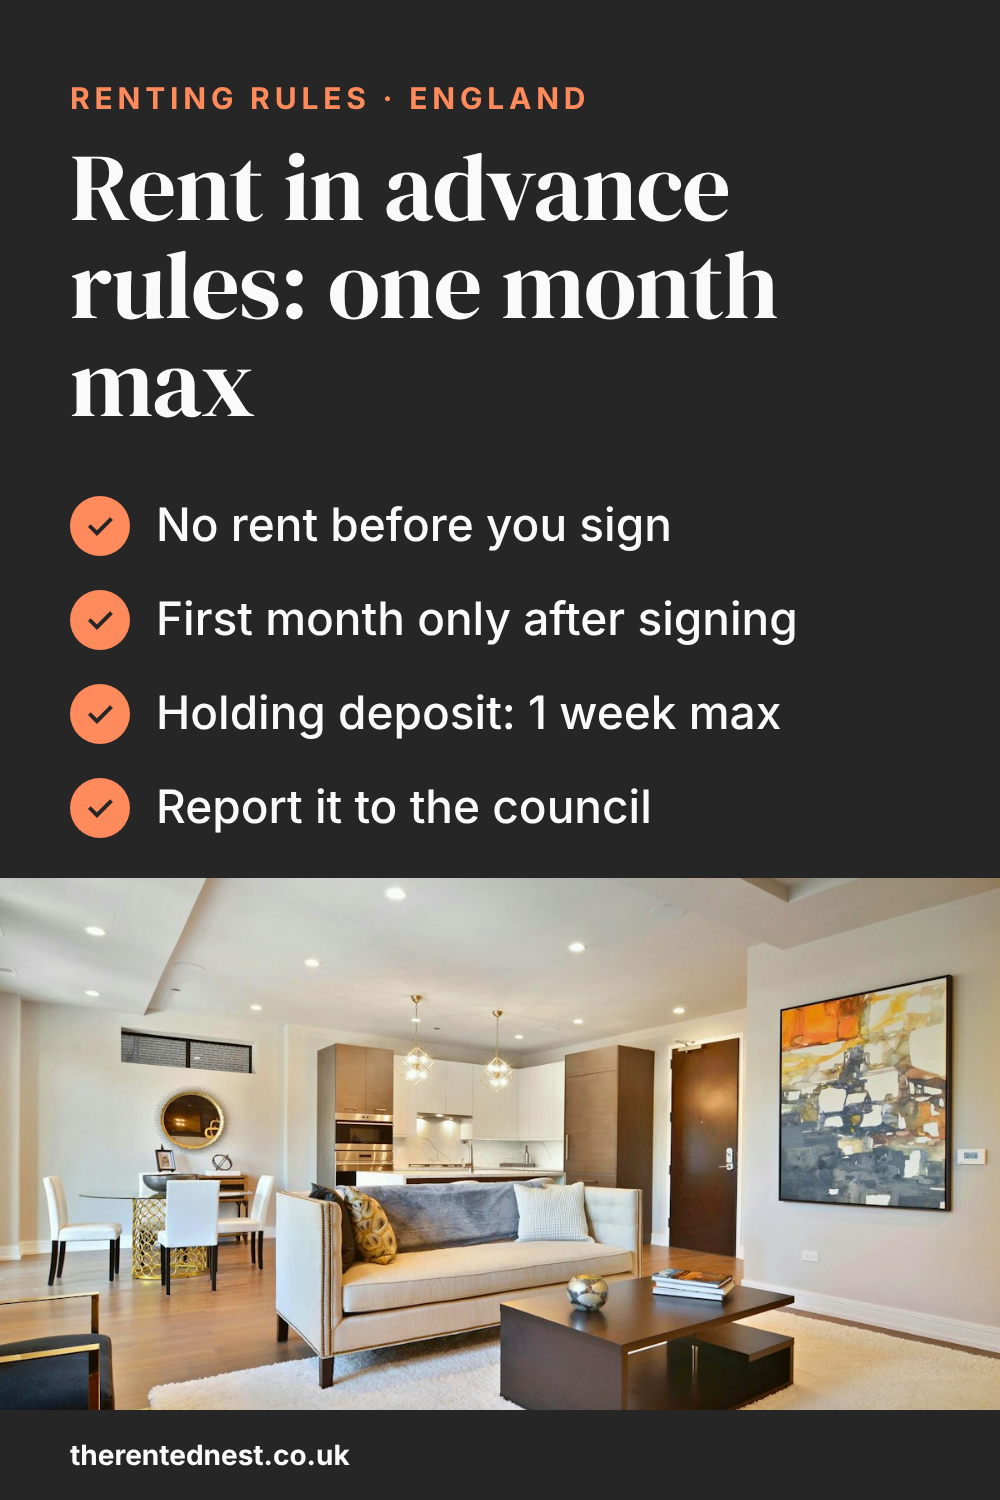 RENTING RULES · ENGLAND
Rent in advance
rules: one month
max
No rent before you sign
First month only after signing
Holding deposit: 1 week max
Report it to the council
therentednest.co.uk